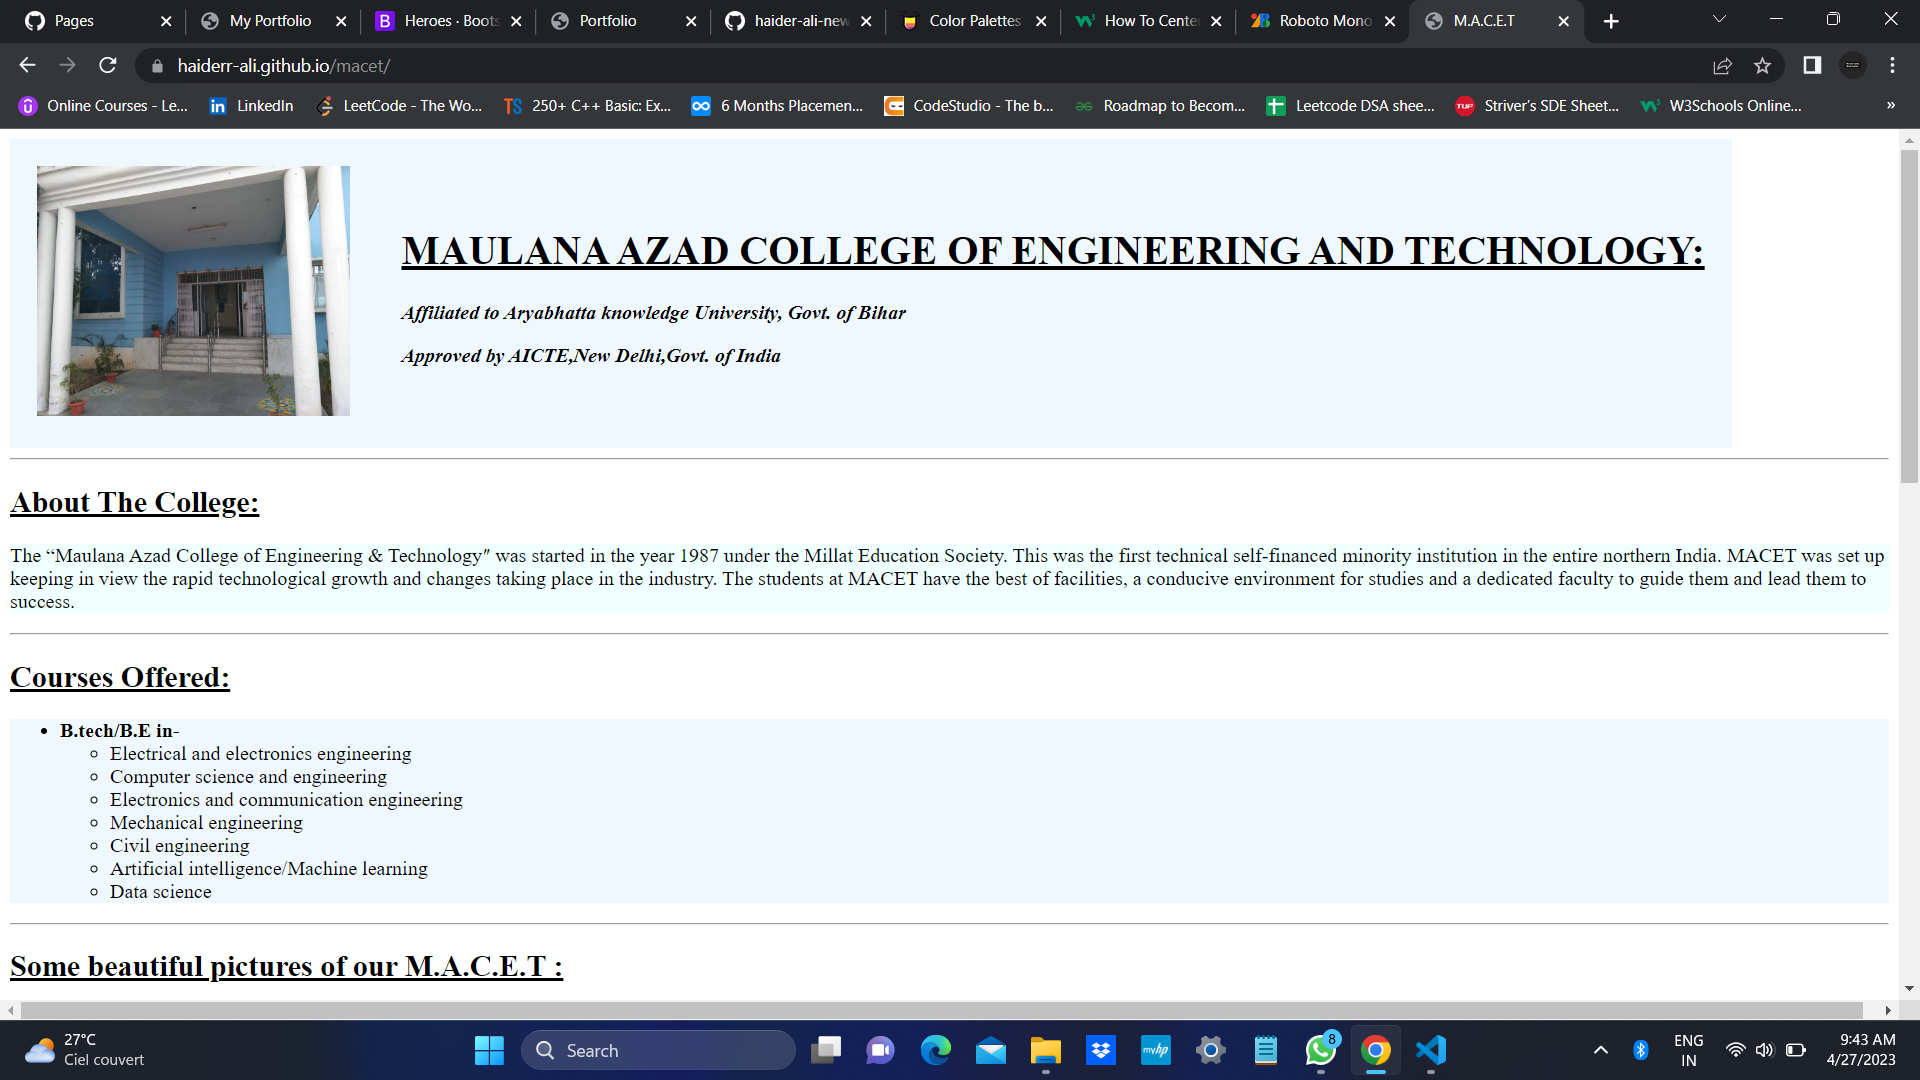 Pages
My Portfolio
Heroes · Boots
Portfolio
haider-ali-new
Color Palettes
How To Center
Roboto Mono
M.A.C.E.T
haiderr-ali.github.io/macet/
Online Courses - Le...
LinkedIn
LeetCode - The Wo...
TS
250+ C++ Basic: Ex...
6 Months Placemen...
CodeStudio - The b...
Roadmap to Becom...
Leetcode DSA shee...
TUF
Striver's SDE Sheet...
W3Schools Online...
»
MAULANA AZAD COLLEGE OF ENGINEERING AND TECHNOLOGY:
Affiliated to Aryabhatta knowledge University, Govt. of Bihar
Approved by AICTE,New Delhi,Govt. of India
About The College:
The “Maulana Azad College of Engineering & Technology″ was started in the year 1987 under the Millat Education Society. This was the first technical self-financed minority institution in the entire northern India. MACET was set up
keeping in view the rapid technological growth and changes taking place in the industry. The students at MACET have the best of facilities, a conducive environment for studies and a dedicated faculty to guide them and lead them to
success.
Courses Offered:
B.tech/B.E in-
Electrical and electronics engineering
Computer science and engineering
Electronics and communication engineering
Mechanical engineering
Civil engineering
Artificial intelligence/Machine learning
Data science
Some beautiful pictures of our M.A.C.E.T :
27°C
Ciel couvert
Search
myhp
8
ENG
IN
9:43 AM
4/27/2023